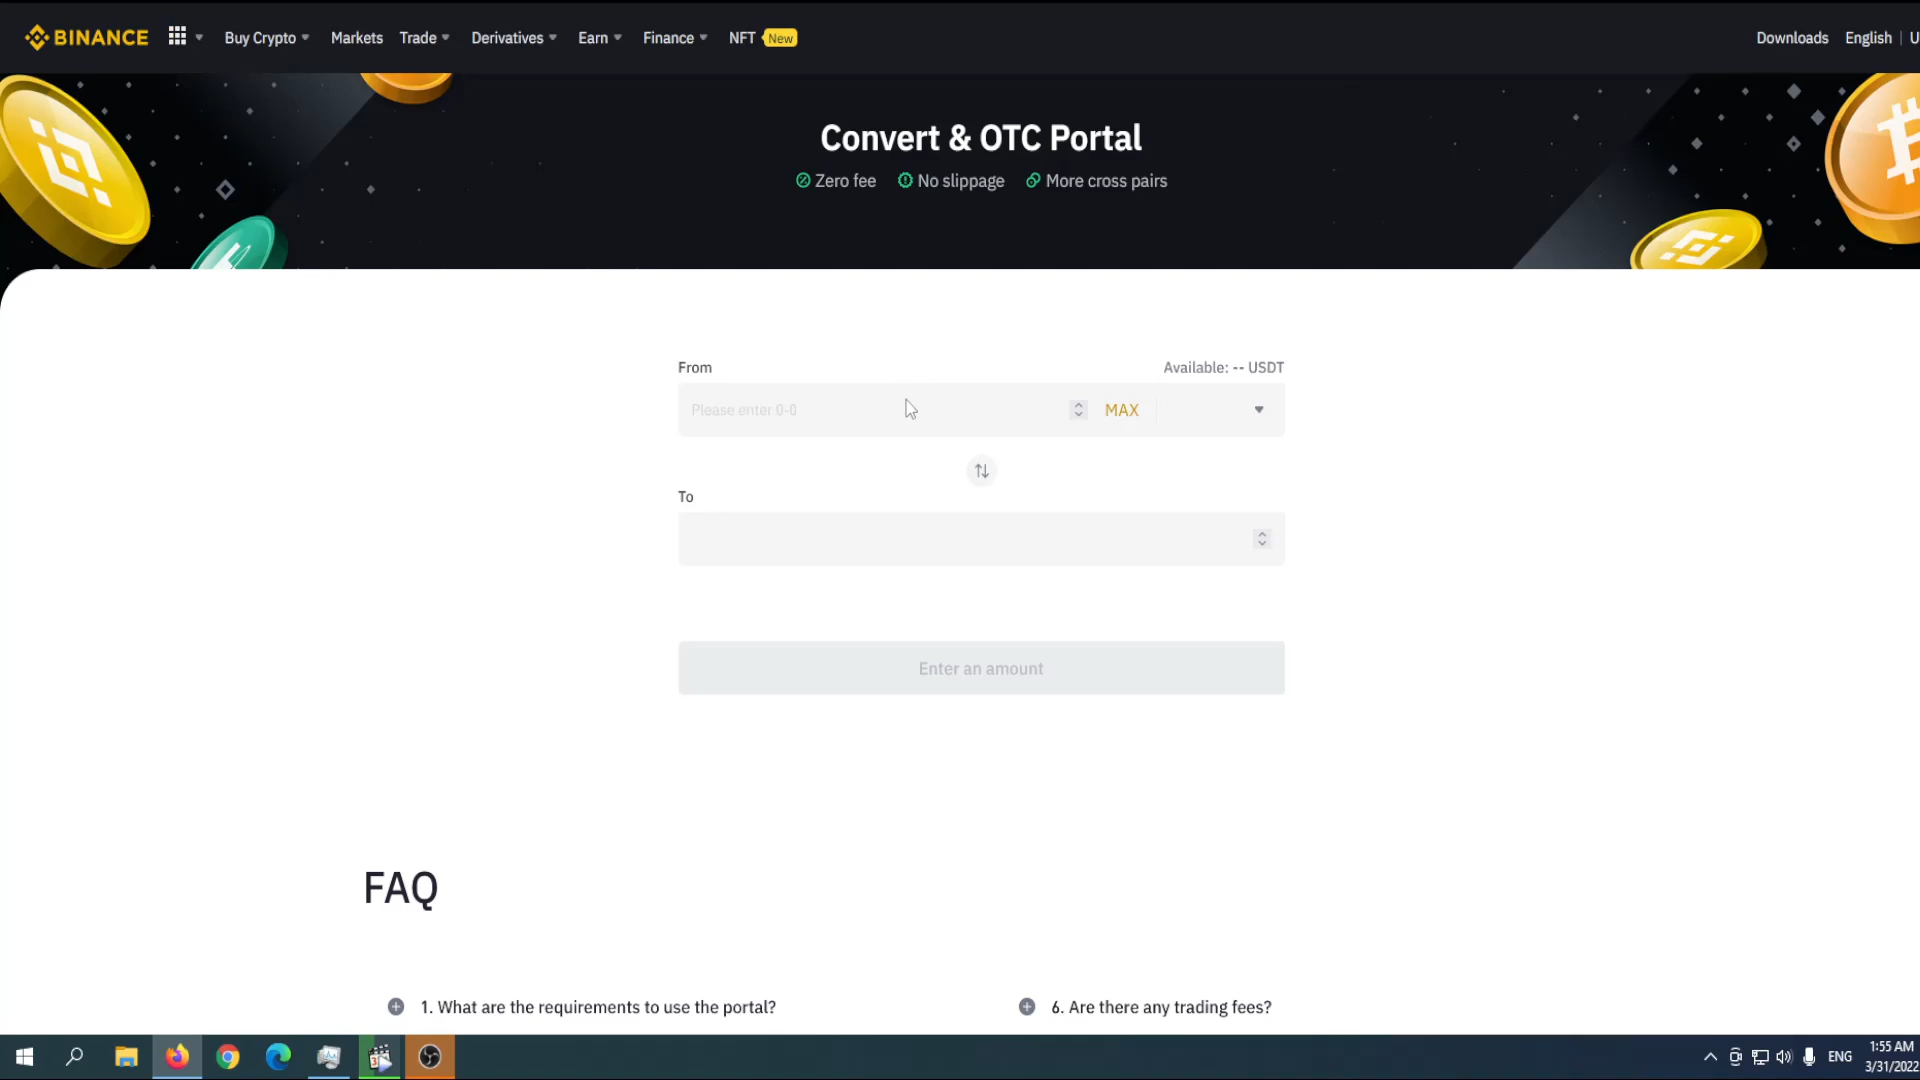 BINANCE Buy Crypto Markets Trade Derivatives Earn Finance NFT New Downloads English | U
Convert & OTC Portal
Zero fee No slippage More cross pairs
From Available: -- USDT
Please enter 0-0 MAX
To
Enter an amount
FAQ
1. What are the requirements to use the portal? 6. Are there any trading fees?
ENG 1:55 AM
3/31/2022